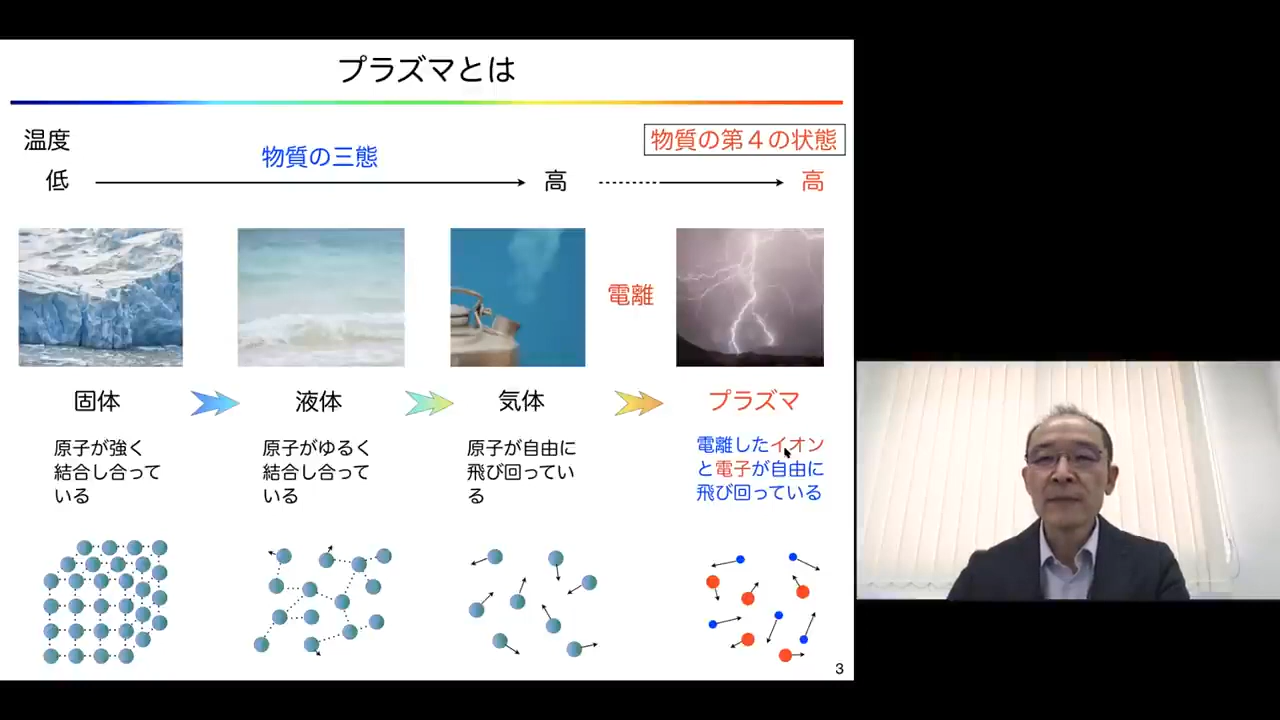 プラズマとは
温度
物質の三態
物質の第４の状態
低
高
高
電離
固体
液体
気体
プラズマ
原子が強く
結合し合って
いる
原子がゆるく
結合し合って
いる
原子が自由に
飛び回ってい
る
電離したイオン
と電子が自由に
飛び回っている
3